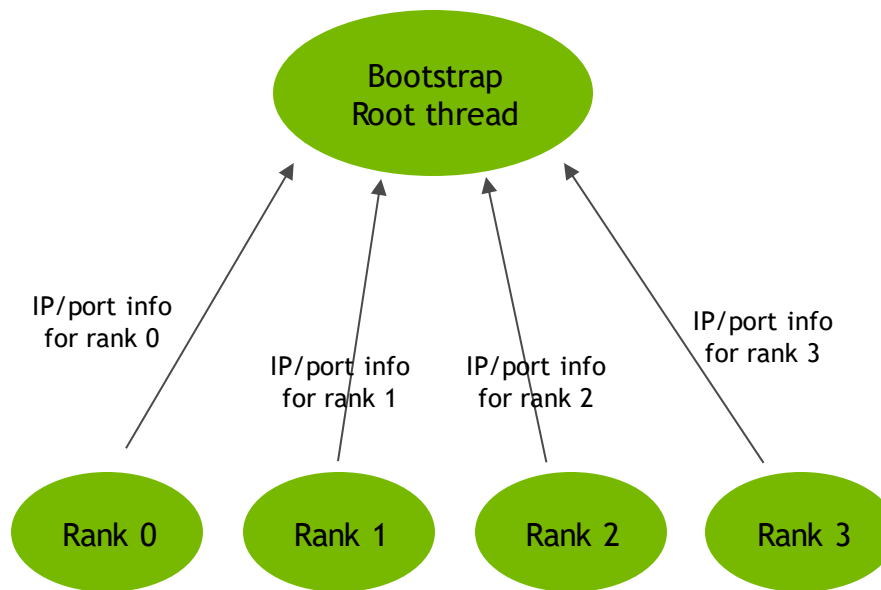 Bootstrap
Root thread
IP/port info
for rank 0
IP/port info
for rank 1
IP/port info
for rank 2
IP/port info
for rank 3
Rank 0
Rank 1
Rank 2
Rank 3